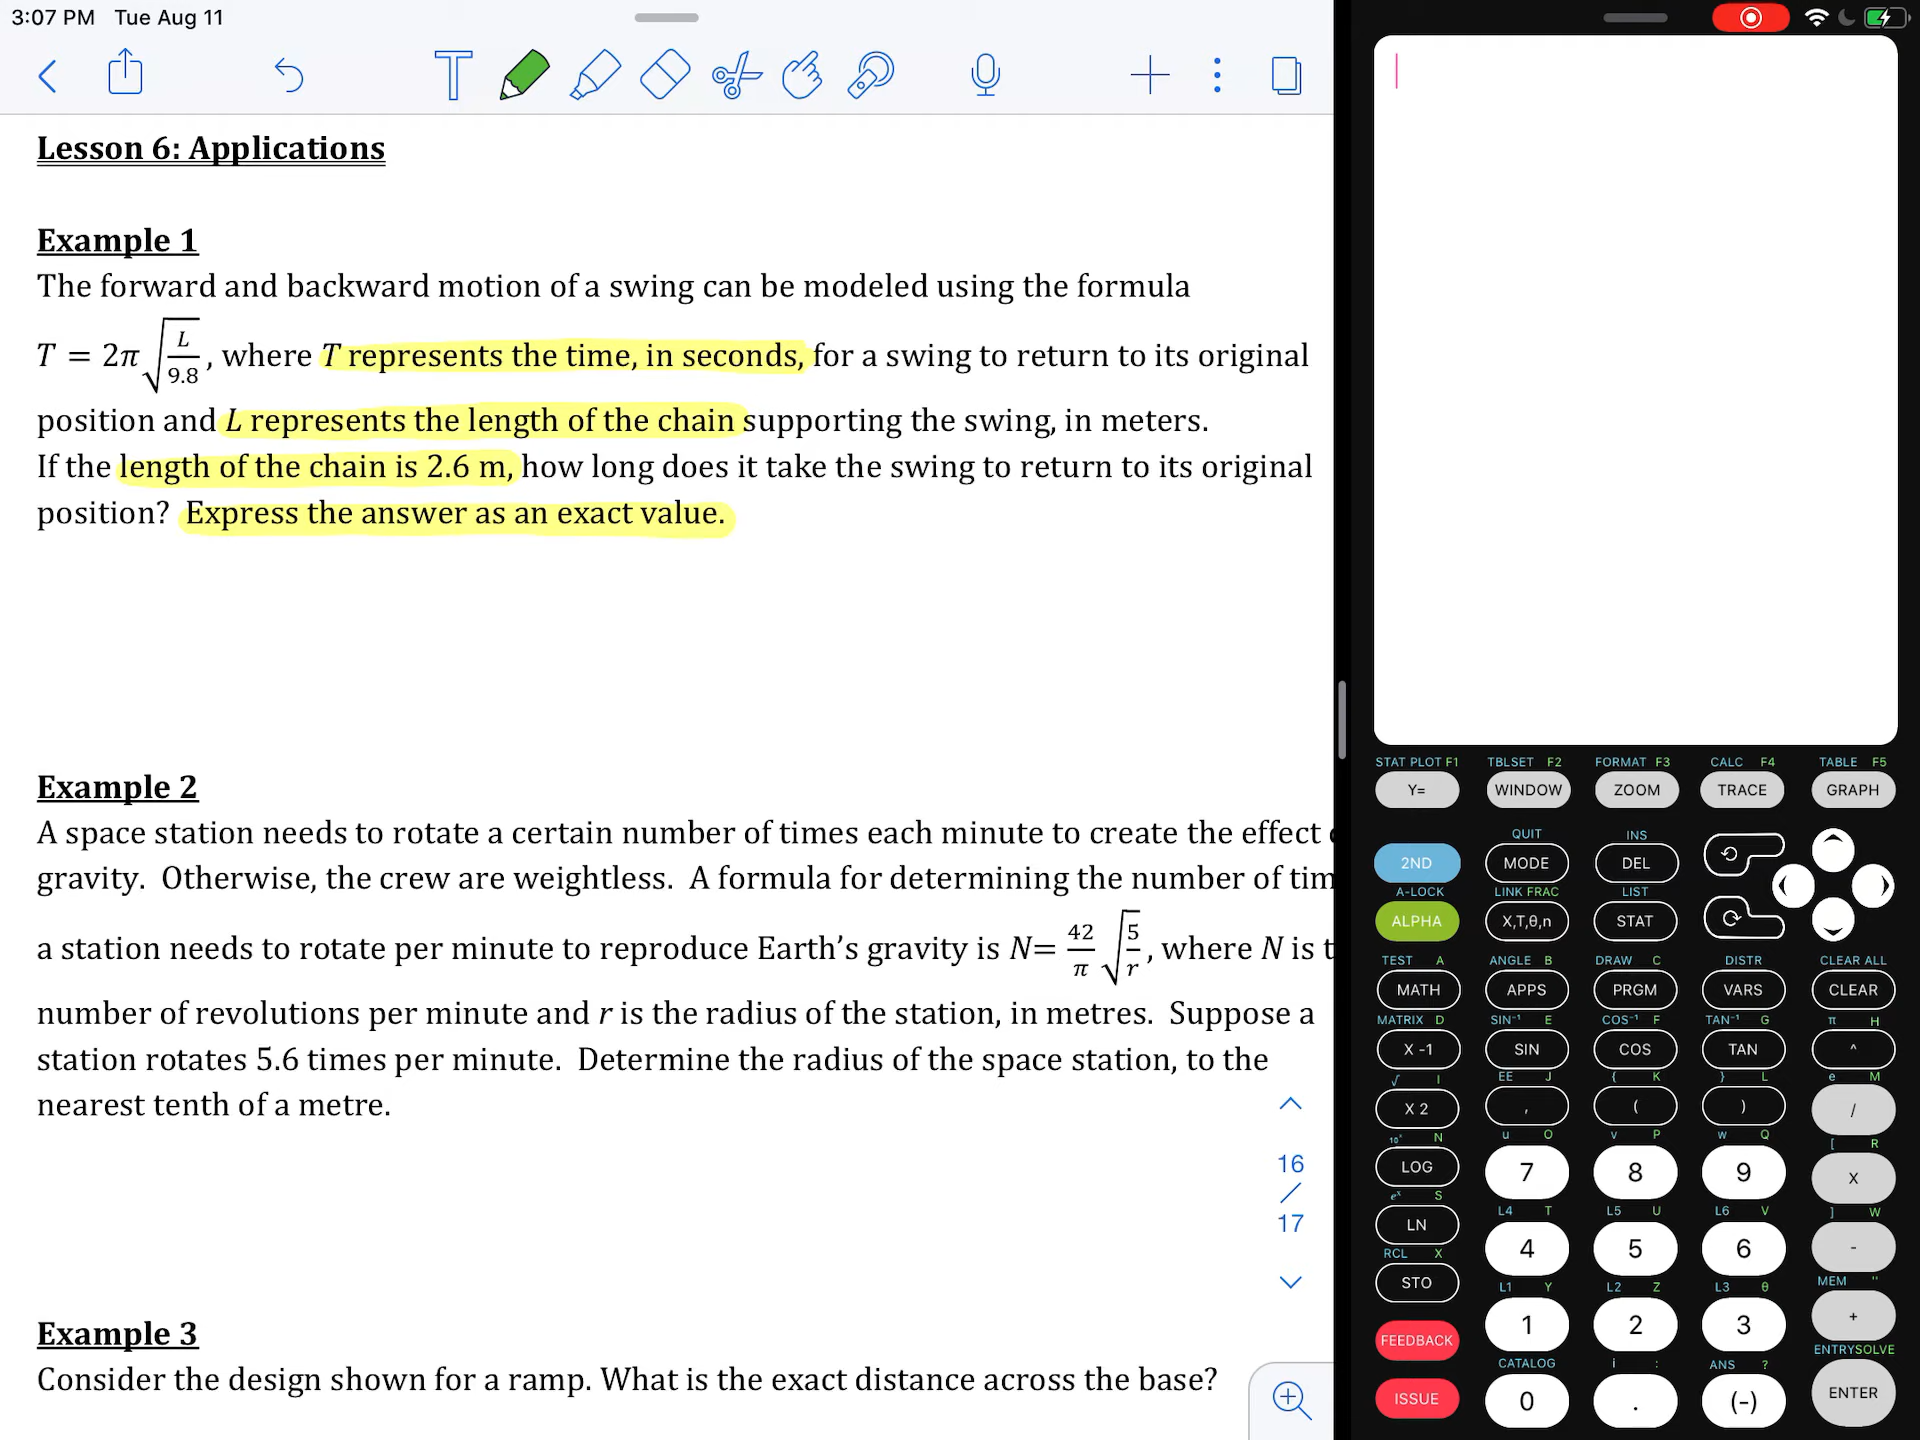 3:07 PM Tue Aug 11
Lesson 6: Applications
Example 1
The forward and backward motion of a swing can be modeled using the formula
T = 2π√(L/9.8), where T represents the time, in seconds, for a swing to return to its original
position and L represents the length of the chain supporting the swing, in meters.
If the length of the chain is 2.6 m, how long does it take the swing to return to its original
position? Express the answer as an exact value.
Example 2
A space station needs to rotate a certain number of times each minute to create the effect
gravity. Otherwise, the crew are weightless. A formula for determining the number of tim
a station needs to rotate per minute to reproduce Earth’s gravity is N= 42/π √(5/r), where N is t
number of revolutions per minute and r is the radius of the station, in metres. Suppose a
station rotates 5.6 times per minute. Determine the radius of the space station, to the
nearest tenth of a metre.
16
/
17
Example 3
Consider the design shown for a ramp. What is the exact distance across the base?
STAT PLOT F1 TBLSET F2 FORMAT F3 CALC F4 TABLE F5
Y= WINDOW ZOOM TRACE GRAPH
QUIT INS
2ND MODE DEL
A-LOCK LINK FRAC LIST
ALPHA X,T,θ,n STAT
TEST A ANGLE B DRAW C DISTR CLEAR ALL
MATH APPS PRGM VARS CLEAR
MATRIX D SIN⁻¹ E COS⁻¹ F TAN⁻¹ G π H
X -1 SIN COS TAN ^
√ I EE J { K } L e M
X 2 , ( ) /
10ˣ N u O v P w Q [ R
LOG 7 8 9 X
eˣ S L4 T L5 U L6 V ] W
LN 4 5 6 -
RCL X L1 Y L2 Z L3 θ MEM "
STO 1 2 3 +
FEEDBACK CATALOG i : ANS ? ENTRY SOLVE
ISSUE 0 . (-) ENTER